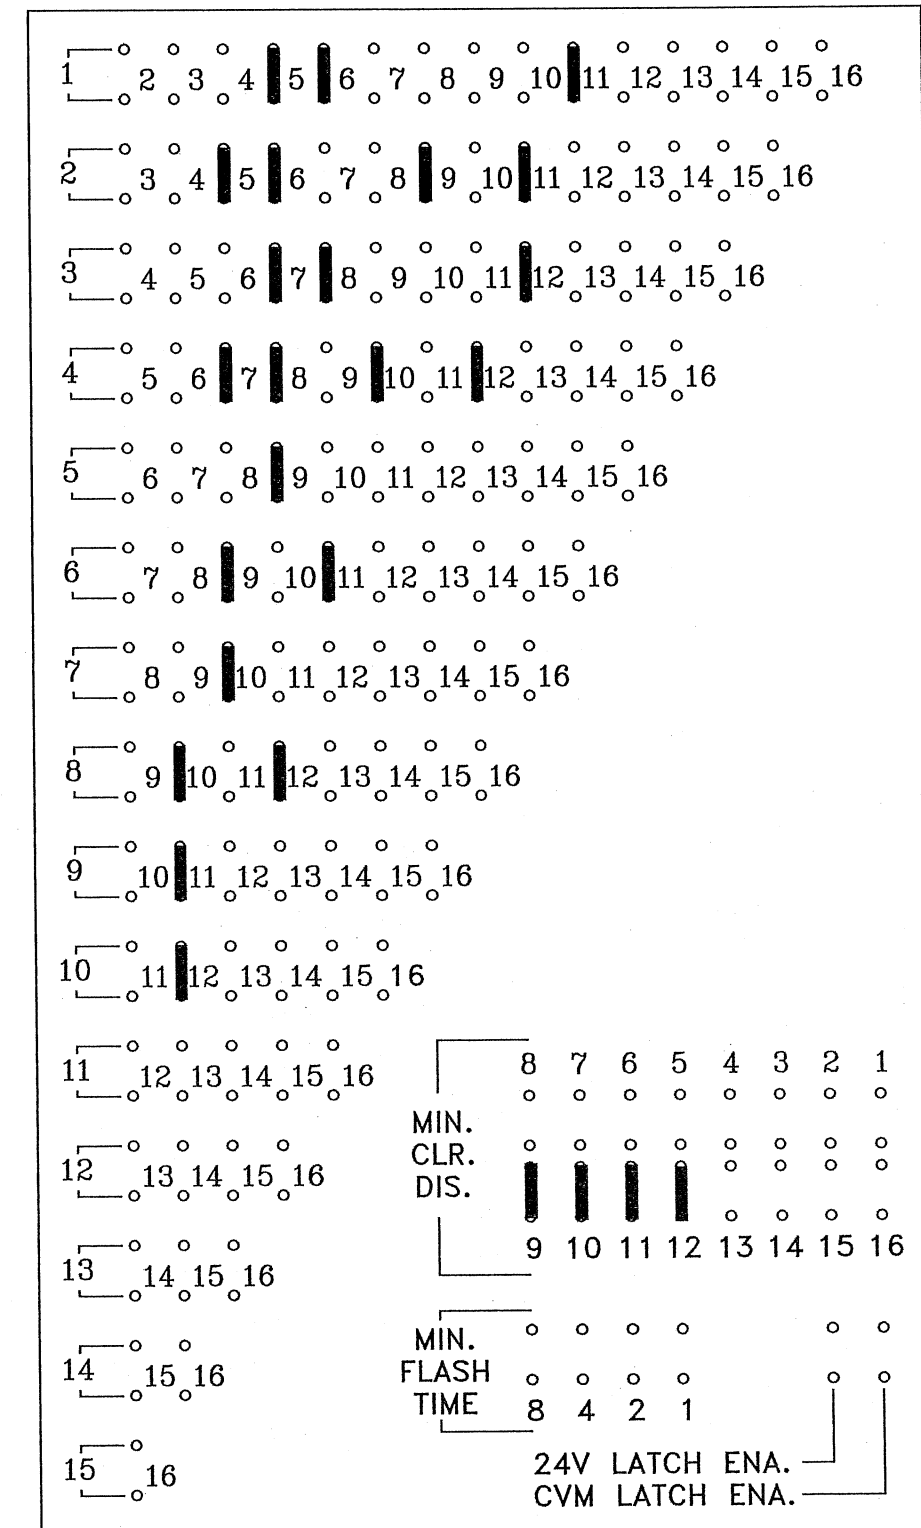 1 2 3 4 5 6 7 8 9 10 11 12 13 14 15 16
2 3 4 5 6 7 8 9 10 11 12 13 14 15 16
3 4 5 6 7 8 9 10 11 12 13 14 15 16
4 5 6 7 8 9 10 11 12 13 14 15 16
5 6 7 8 9 10 11 12 13 14 15 16
6 7 8 9 10 11 12 13 14 15 16
7 8 9 10 11 12 13 14 15 16
8 9 10 11 12 13 14 15 16
9 10 11 12 13 14 15 16
10 11 12 13 14 15 16
11 12 13 14 15 16
12 13 14 15 16
13 14 15 16
14 15 16
15 16
8 7 6 5 4 3 2 1
MIN.
CLR.
DIS.
9 10 11 12 13 14 15 16
MIN.
FLASH
TIME
8 4 2 1
24V LATCH ENA.
CVM LATCH ENA.